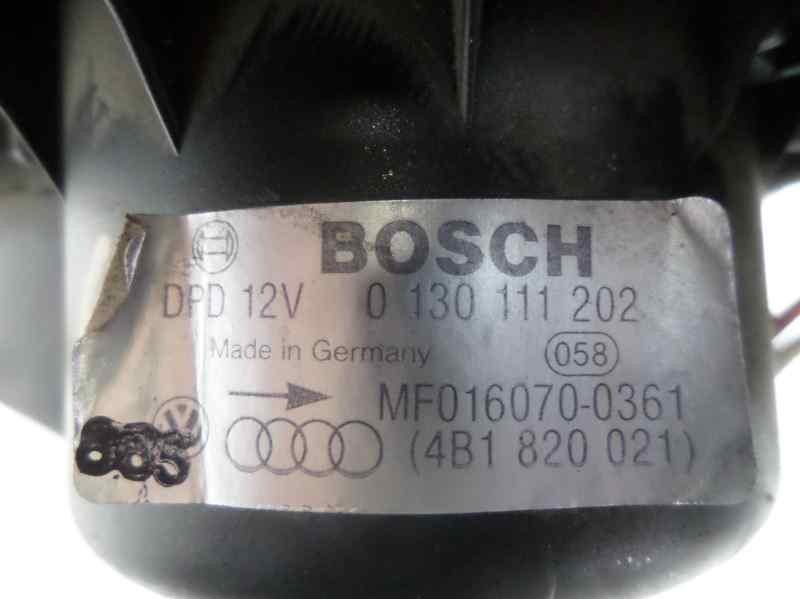 BOSCH
DPD 12V 0 130 111 202
Made in Germany 058
MF016070-0361
(4B1 820 021)